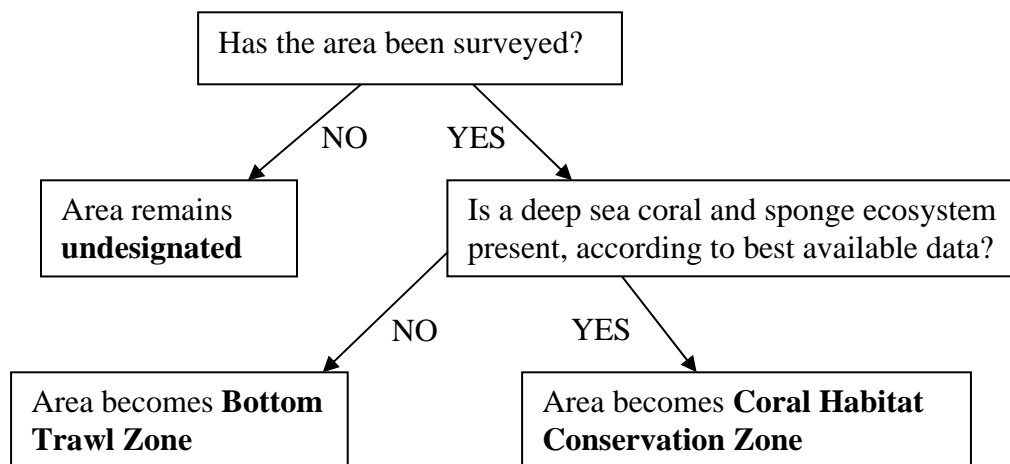 Has the area been surveyed?
NO
YES
Area remains
undesignated
Is a deep sea coral and sponge ecosystem
present, according to best available data?
NO
YES
Area becomes Bottom
Trawl Zone
Area becomes Coral Habitat
Conservation Zone